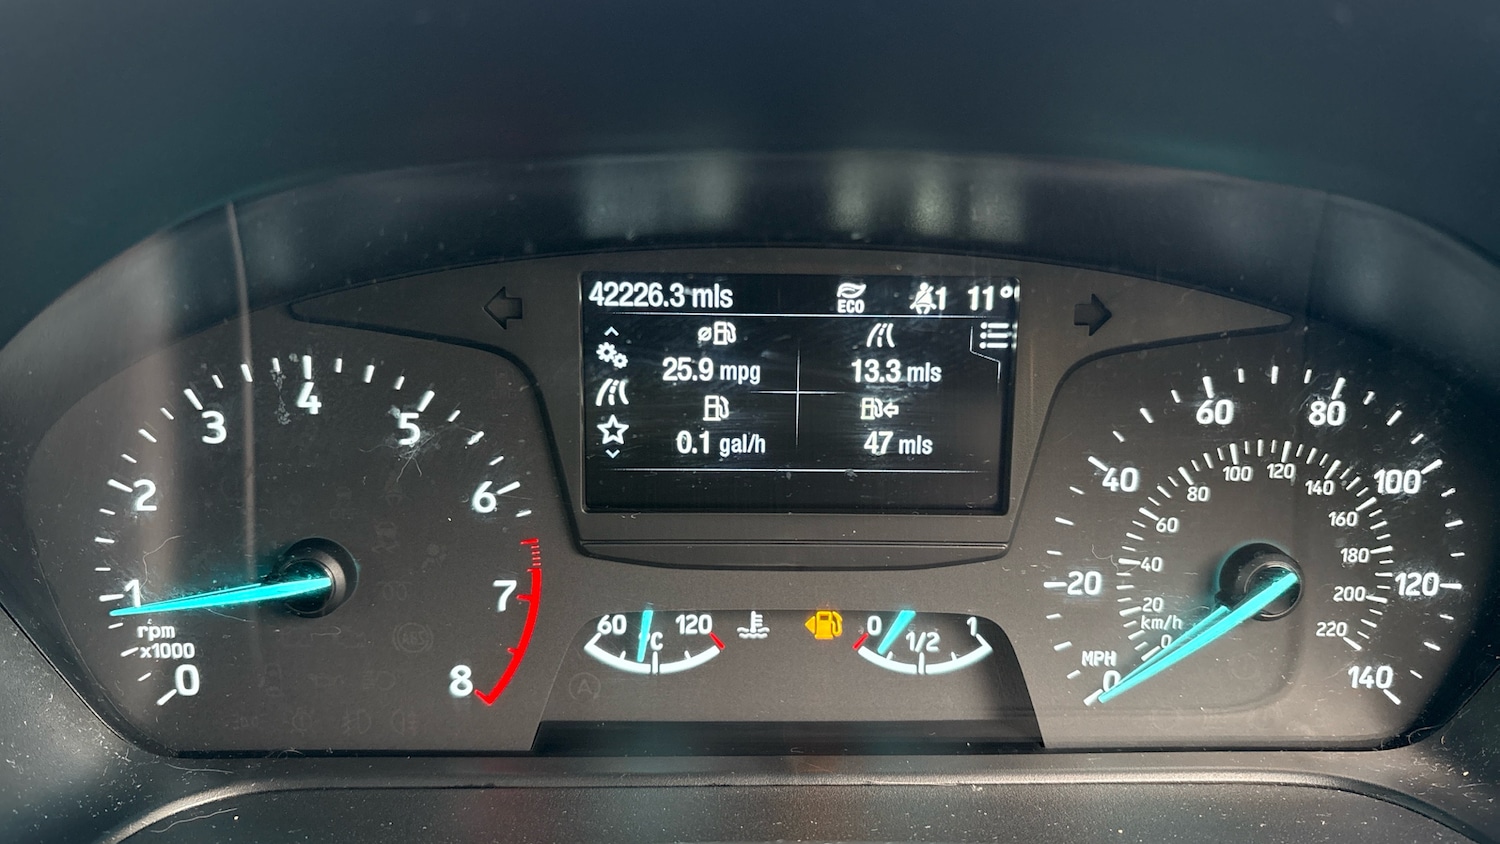 42226.3 mls ECO 1 11°
25.9 mpg 13.3 mls
0.1 gal/h 47 mls
0 1 2 3 4 5 6 7 8
rpm
x1000
60 °C 120
0 1/2 1
A
ABS
0 20 40 60 80 100 120 140
MPH
0 20 40 60 80 100 120 140 160 180 200 220
km/h